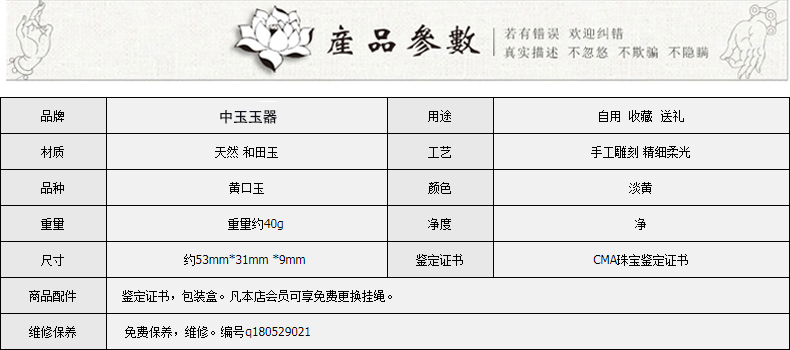 産品參數
若有错误 欢迎纠错
真实描述 不忽悠 不欺骗 不隐瞒
品牌 中玉玉器 用途 自用 收藏 送礼
材质 天然 和田玉 工艺 手工雕刻 精细柔光
品种 黄口玉 颜色 淡黄
重量 重量约40g 净度 净
尺寸 约53mm*31mm *9mm 鉴定证书 CMA珠宝鉴定证书
商品配件 鉴定证书，包装盒。凡本店会员可享免费更换挂绳。
维修保养 免费保养，维修。编号q180529021